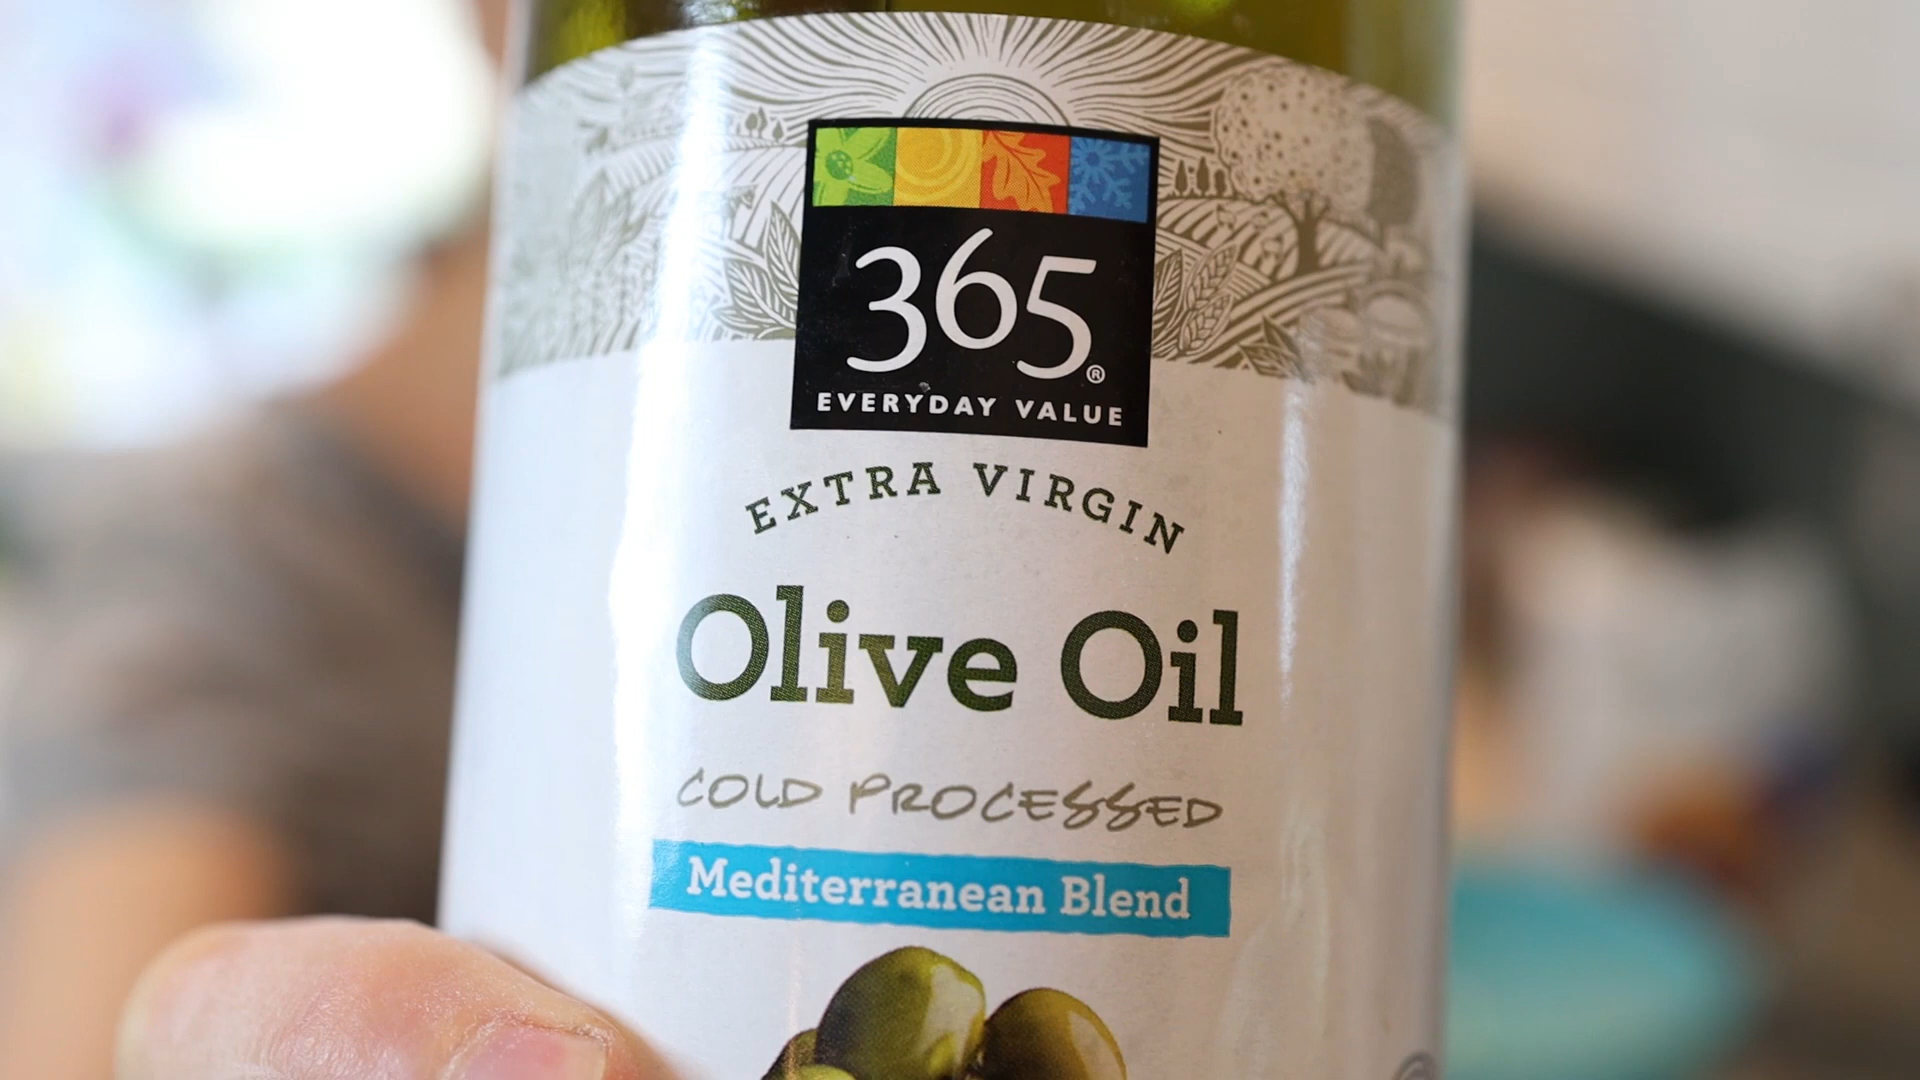 365®
EVERYDAY VALUE
EXTRA VIRGIN
Olive Oil
COLD PROCESSED
Mediterranean Blend